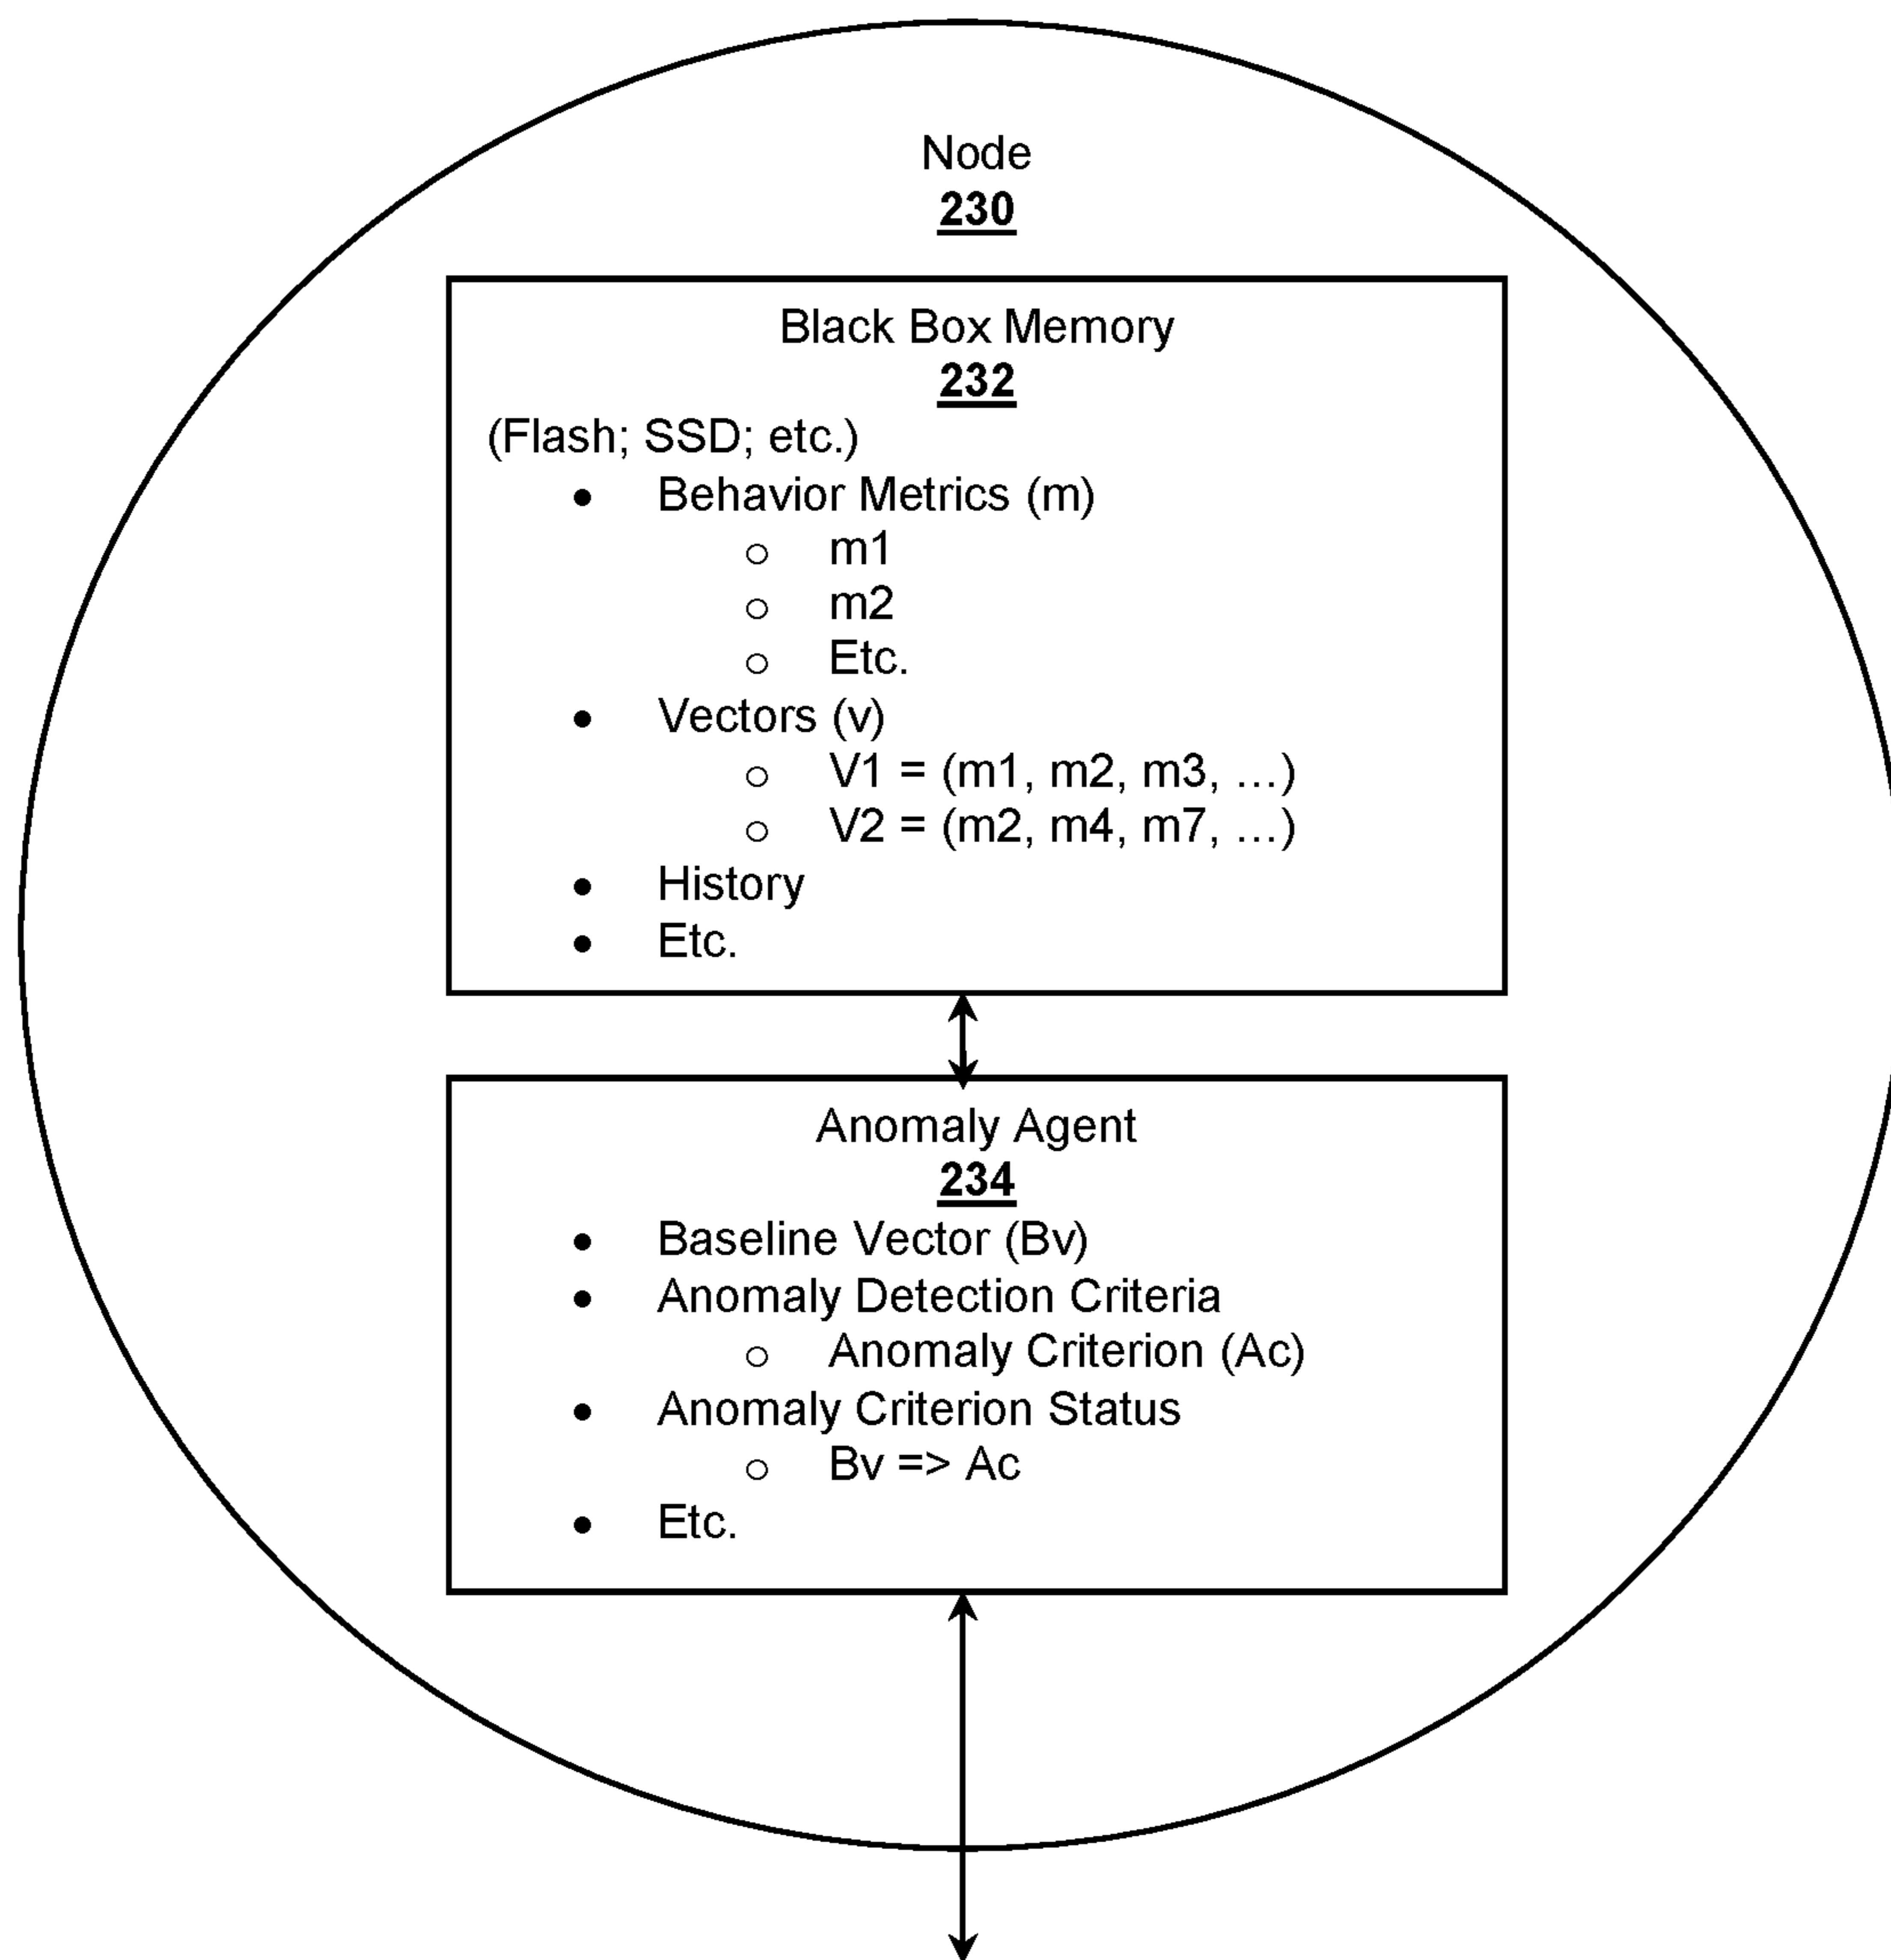 Node
230
Black Box Memory
232
(Flash; SSD; etc.)
• Behavior Metrics (m)
○ m1
○ m2
○ Etc.
• Vectors (v)
○ V1 = (m1, m2, m3, …)
○ V2 = (m2, m4, m7, …)
• History
• Etc.
Anomaly Agent
234
• Baseline Vector (Bv)
• Anomaly Detection Criteria
○ Anomaly Criterion (Ac)
• Anomaly Criterion Status
○ Bv => Ac
• Etc.